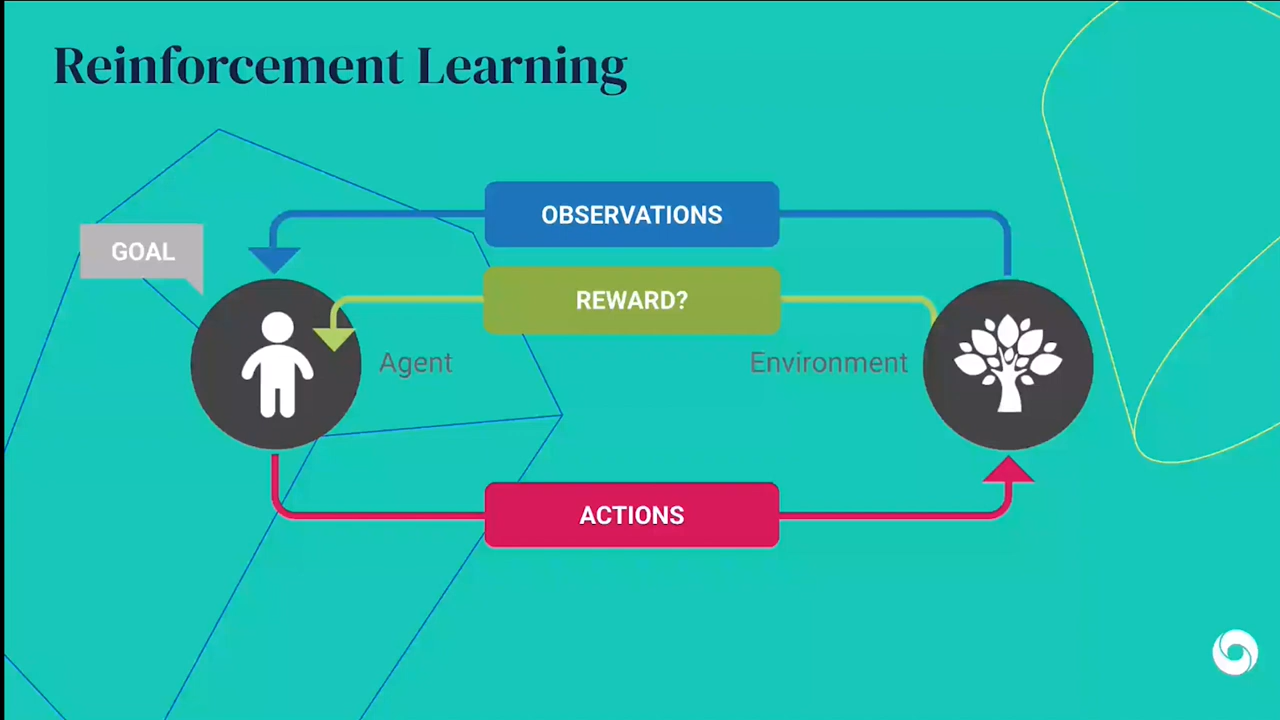 Reinforcement Learning
OBSERVATIONS
GOAL
REWARD?
Agent
Environment
ACTIONS